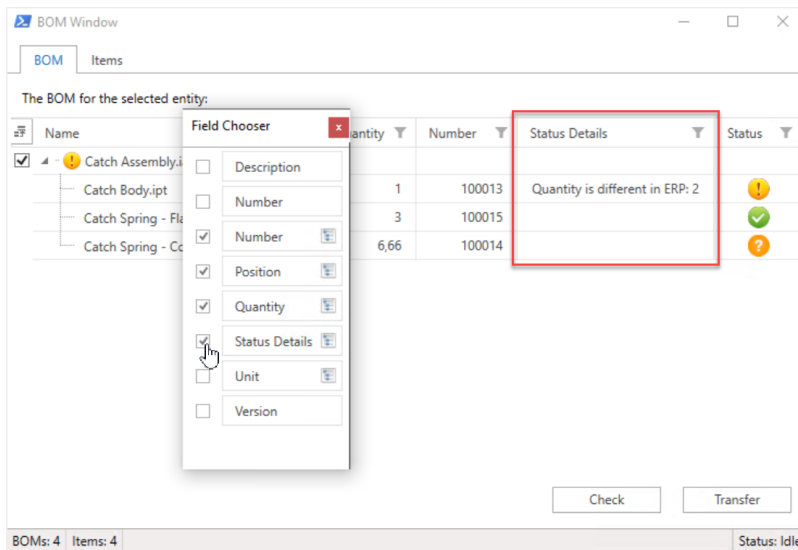 BOM Window
BOM Items
The BOM for the selected entity:
Name Field Chooser x antity Number Status Details Status
Catch Assembly.i
Description
Catch Body.ipt 1 100013 Quantity is different in ERP: 2
Number
Catch Spring - Fla 3 100015
Number
Catch Spring - Co 6,66 100014
Position
Quantity
Status Details
Unit
Version
Check Transfer
BOMs: 4 Items: 4 Status: Idle